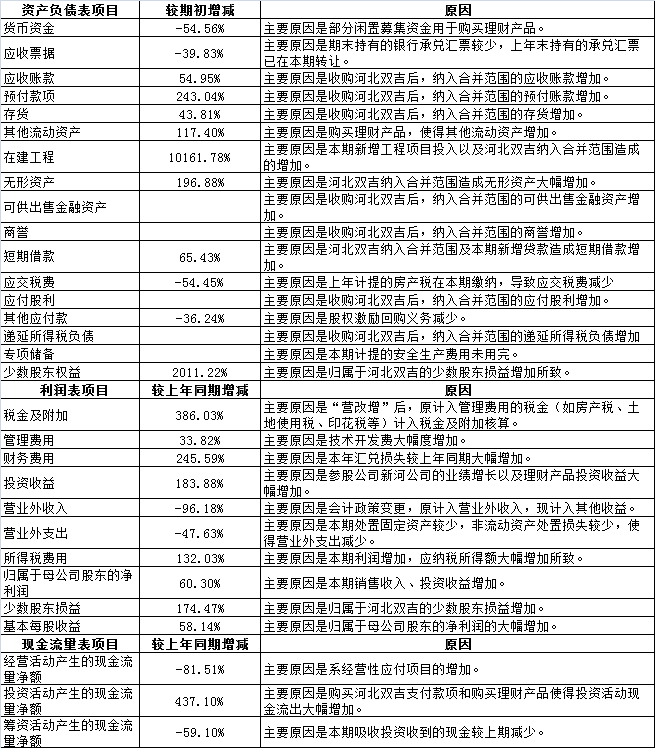 资产负债表项目 较期初增减 原因
货币资金 -54.56% 主要原因是部分闲置募集资金用于购买理财产品。
应收票据 -39.83% 主要原因是期末持有的银行承兑汇票较少，上年末持有的承兑汇票
已在本期转让。
应收账款 54.95% 主要原因是收购河北双吉后，纳入合并范围的应收账款增加。
预付款项 243.04% 主要原因是收购河北双吉后，纳入合并范围的预付账款增加。
存货 43.81% 主要原因是收购河北双吉后，纳入合并范围的存货增加。
其他流动资产 117.40% 主要原因是购买理财产品，使得其他流动资产增加。
在建工程 10161.78% 主要原因是本期新增工程项目投入以及河北双吉纳入合并范围造成
的增加。
无形资产 196.88% 主要原因是河北双吉纳入合并范围造成无形资产大幅增加。
可供出售金融资产 主要原因是收购河北双吉后，纳入合并范围的可供出售金融资产增
加。
商誉 主要原因是收购河北双吉后，纳入合并范围的商誉增加。
短期借款 65.43% 主要原因是河北双吉纳入合并范围及本期新增贷款造成短期借款增
加。
应交税费 -54.45% 主要原因是上年计提的房产税在本期缴纳，导致应交税费减少
应付股利 主要原因是收购河北双吉后，纳入合并范围的应付股利增加。
其他应付款 -36.24% 主要原因是股权激励回购义务减少。
递延所得税负债 主要原因是收购河北双吉后，纳入合并范围的递延所得税负债增加
专项储备 主要原因是本期计提的安全生产费用未用完。
少数股东权益 2011.22% 主要原因是归属于河北双吉的少数股东损益增加所致。
利润表项目 较上年同期增减 原因
税金及附加 386.03% 主要原因是“营改增”后，原计入管理费用的税金（如房产税、土
地使用税、印花税等）计入税金及附加核算。
管理费用 33.82% 主要原因是技术开发费大幅度增加。
财务费用 245.59% 主要原因是本年汇兑损失较上年同期大幅增加。
投资收益 183.88% 主要原因是参股公司新河公司的业绩增长以及理财产品投资收益大
幅增加。
营业外收入 -96.18% 主要原因是会计政策变更，原计入营业外收入，现计入其他收益。
营业外支出 -47.63% 主要原因是本期处置固定资产较少，非流动资产处置损失较少，使
得营业外支出减少。
所得税费用 132.03% 主要原因是本期利润增加，应纳税所得额大幅增加所致。
归属于母公司股东的净
利润 60.30% 主要原因是本期销售收入、投资收益增加。
少数股东损益 174.47% 主要原因是归属于河北双吉的少数股东损益增加。
基本每股收益 58.14% 主要原因是归属于母公司股东的净利润的大幅增加。
现金流量表项目 较上年同期增减 原因
经营活动产生的现金流
量净额 -81.51% 主要原因是系经营性应付项目的增加。
投资活动产生的现金流
量净额 437.10% 主要原因是购买河北双吉支付款项和购买理财产品使得投资活动现
金流出大幅增加。
筹资活动产生的现金流
量净额 -59.10% 主要原因是本期吸收投资收到的现金较上期减少。